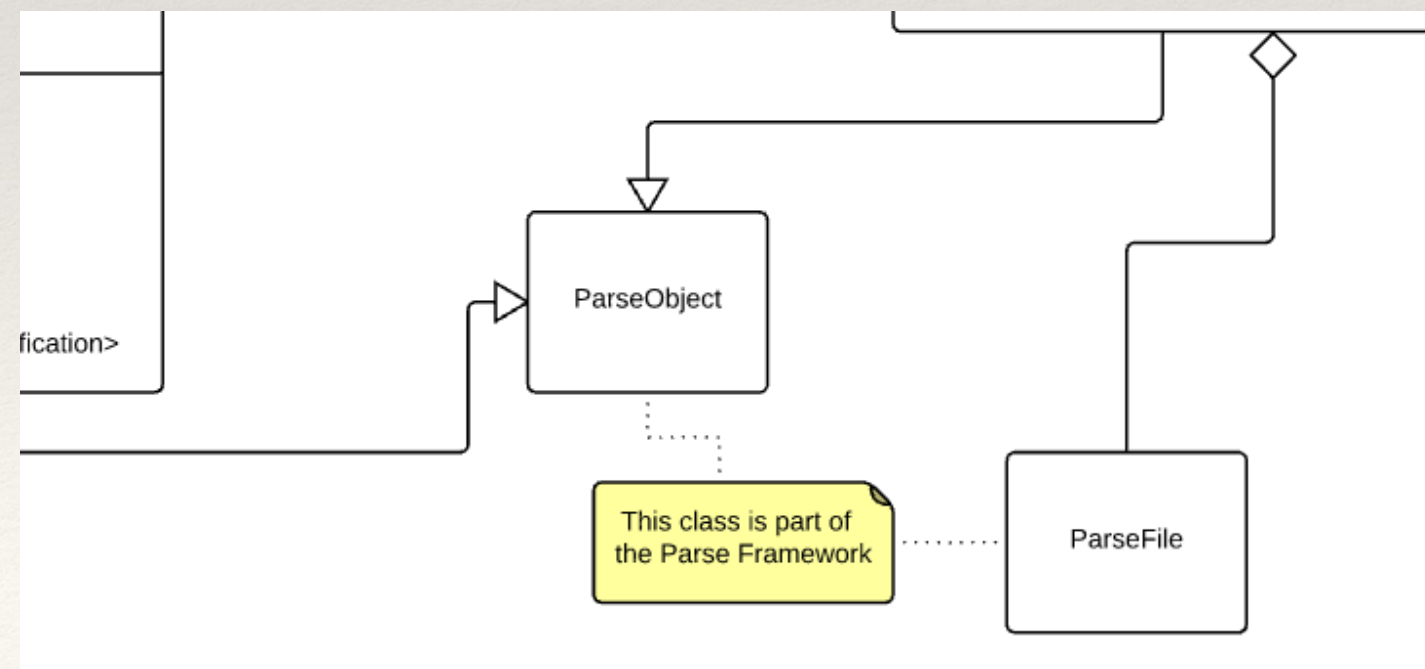 ParseObject
fication>
This class is part of
the Parse Framework
ParseFile